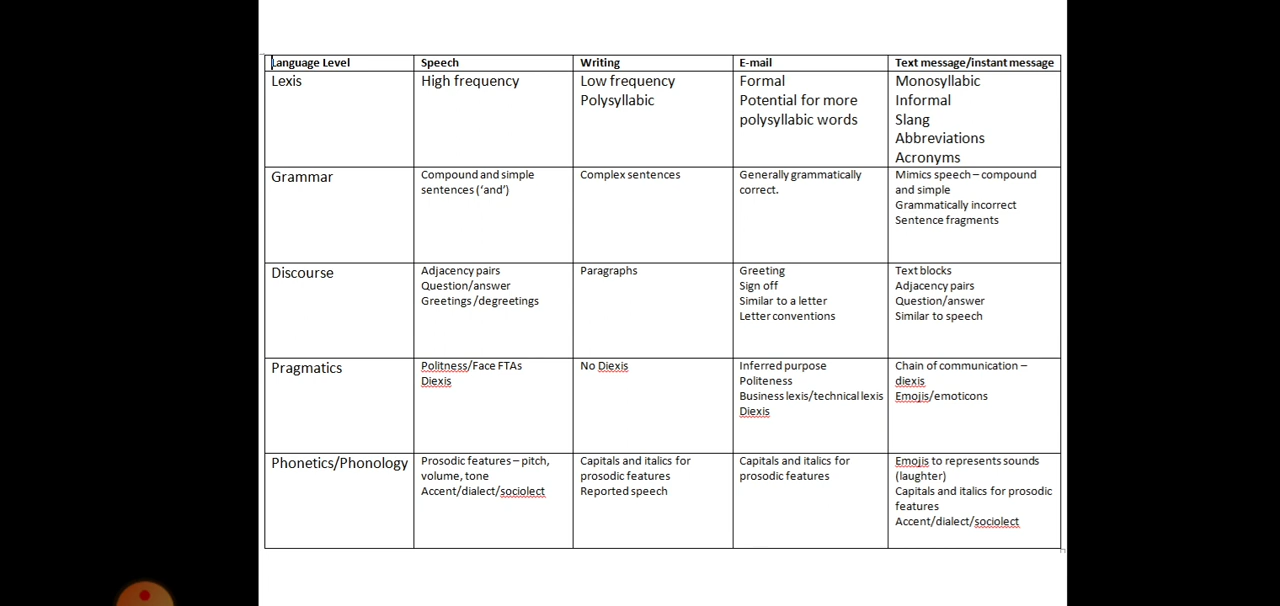 Language Level Speech Writing E-mail Text message/instant message
Lexis High frequency Low frequency Formal Monosyllabic
Polysyllabic Potential for more Informal
polysyllabic words Slang
Abbreviations
Acronyms
Grammar Compound and simple Complex sentences Generally grammatically Mimics speech – compound
sentences ('and') correct. and simple
Grammatically incorrect
Sentence fragments
Discourse Adjacency pairs Paragraphs Greeting Text blocks
Question/answer Sign off Adjacency pairs
Greetings/degreetings Similar to a letter Question/answer
Letter conventions Similar to speech
Pragmatics Politness/Face FTAs No Diexis Inferred purpose Chain of communication –
Diexis Politeness diexis
Business lexis/technical lexis Emojis/emoticons
Diexis
Phonetics/Phonology Prosodic features – pitch, Capitals and italics for Capitals and italics for Emojis to represents sounds
volume, tone prosodic features prosodic features (laughter)
Accent/dialect/sociolect Reported speech Capitals and italics for prosodic
features
Accent/dialect/sociolect